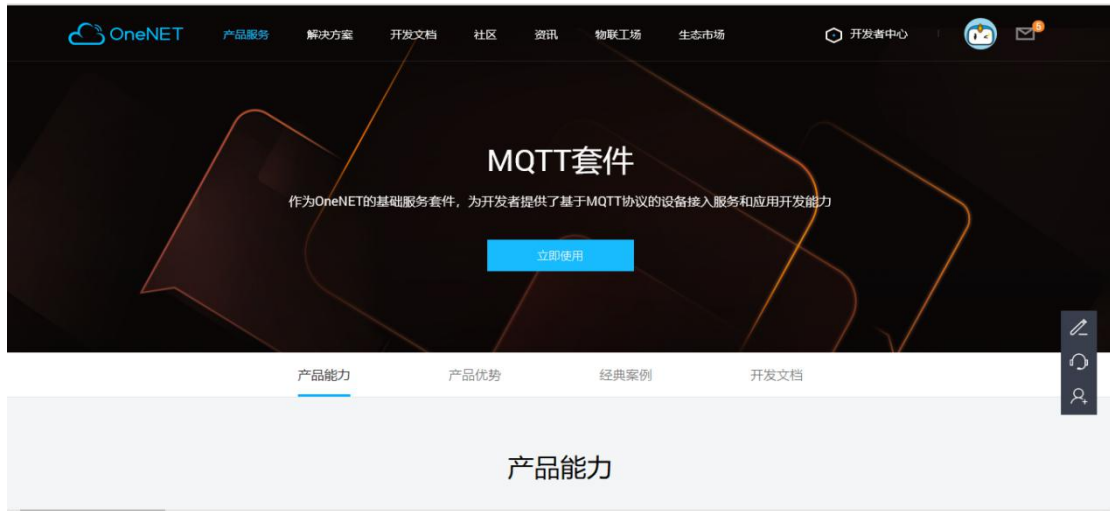 OneNET 产品服务 解决方案 开发文档 社区 资讯 物联工场 生态市场 开发者中心 5
MQTT套件
作为OneNET的基础服务套件，为开发者提供了基于MQTT协议的设备接入服务和应用开发能力
立即使用
产品能力 产品优势 经典案例 开发文档
产品能力